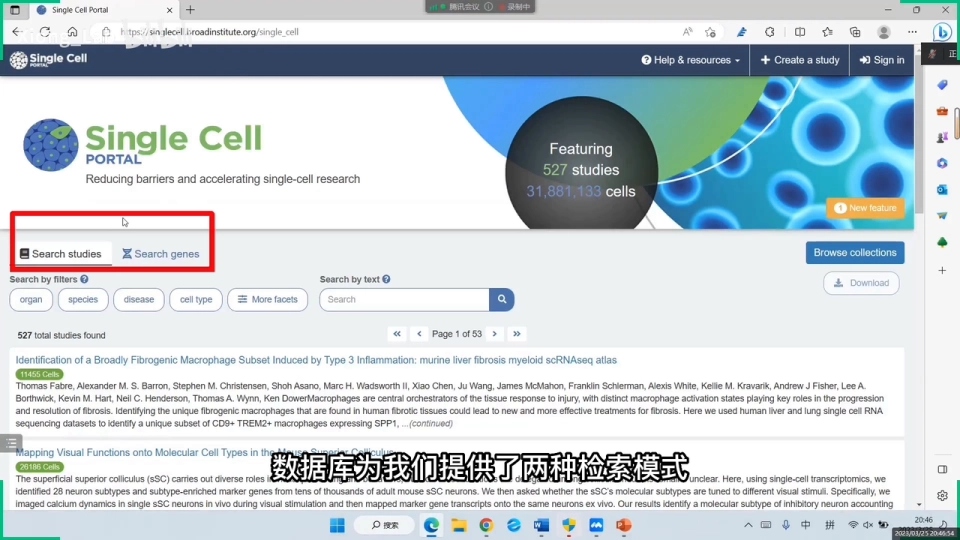 Single Cell Portal
腾讯会议
录制中
https://singlecell.broadinstitute.org/single_cell
Single Cell
PORTAL
Help & resources
Create a study
Sign in
正
Single Cell
PORTAL
Reducing barriers and accelerating single-cell research
Featuring
527 studies
31,881,133 cells
1 New feature
Search studies
Search genes
Browse collections
Search by filters
Search by text
organ
species
disease
cell type
More facets
Search
Download
527 total studies found
Page 1 of 53
Identification of a Broadly Fibrogenic Macrophage Subset Induced by Type 3 Inflammation: murine liver fibrosis myeloid scRNAseq atlas
11455 Cells
Thomas Fabre, Alexander M. S. Barron, Stephen M. Christensen, Shoh Asano, Marc H. Wadsworth II, Xiao Chen, Ju Wang, James McMahon, Franklin Schlerman, Alexis White, Kellie M. Kravarik, Andrew J Fisher, Lee A.
Borthwick, Kevin M. Hart, Neil C. Henderson, Thomas A. Wynn, Ken DowerMacrophages are central orchestrators of the tissue response to injury, with distinct macrophage activation states playing key roles in the progression
and resolution of fibrosis. Identifying the unique fibrogenic macrophages that are found in human fibrotic tissues could lead to new and more effective treatments for fibrosis. Here we used human liver and lung single cell RNA
sequencing datasets to identify a unique subset of CD9+ TREM2+ macrophages expressing SPP1, ...(continued)
Mapping Visual Functions onto Molecular Cell Types in the Mouse Superior Colliculus
26186 Cells
The superficial superior colliculus (sSC) carries out diverse roles in
unclear. Here, using single-cell transcriptomics, we
identified 28 neuron subtypes and subtype-enriched marker genes from tens of thousands of adult mouse sSC neurons. We then asked whether the sSC's molecular subtypes are tuned to different visual stimuli. Specifically, we
imaged calcium dynamics in single sSC neurons in vivo during visual stimulation and then mapped marker gene transcripts onto the same neurons ex vivo. Our results identify a molecular subtype of inhibitory neuron
数据库为我们提供了两种检索模式
搜索
中
拼
20:46
2023/01/25 20:46:54